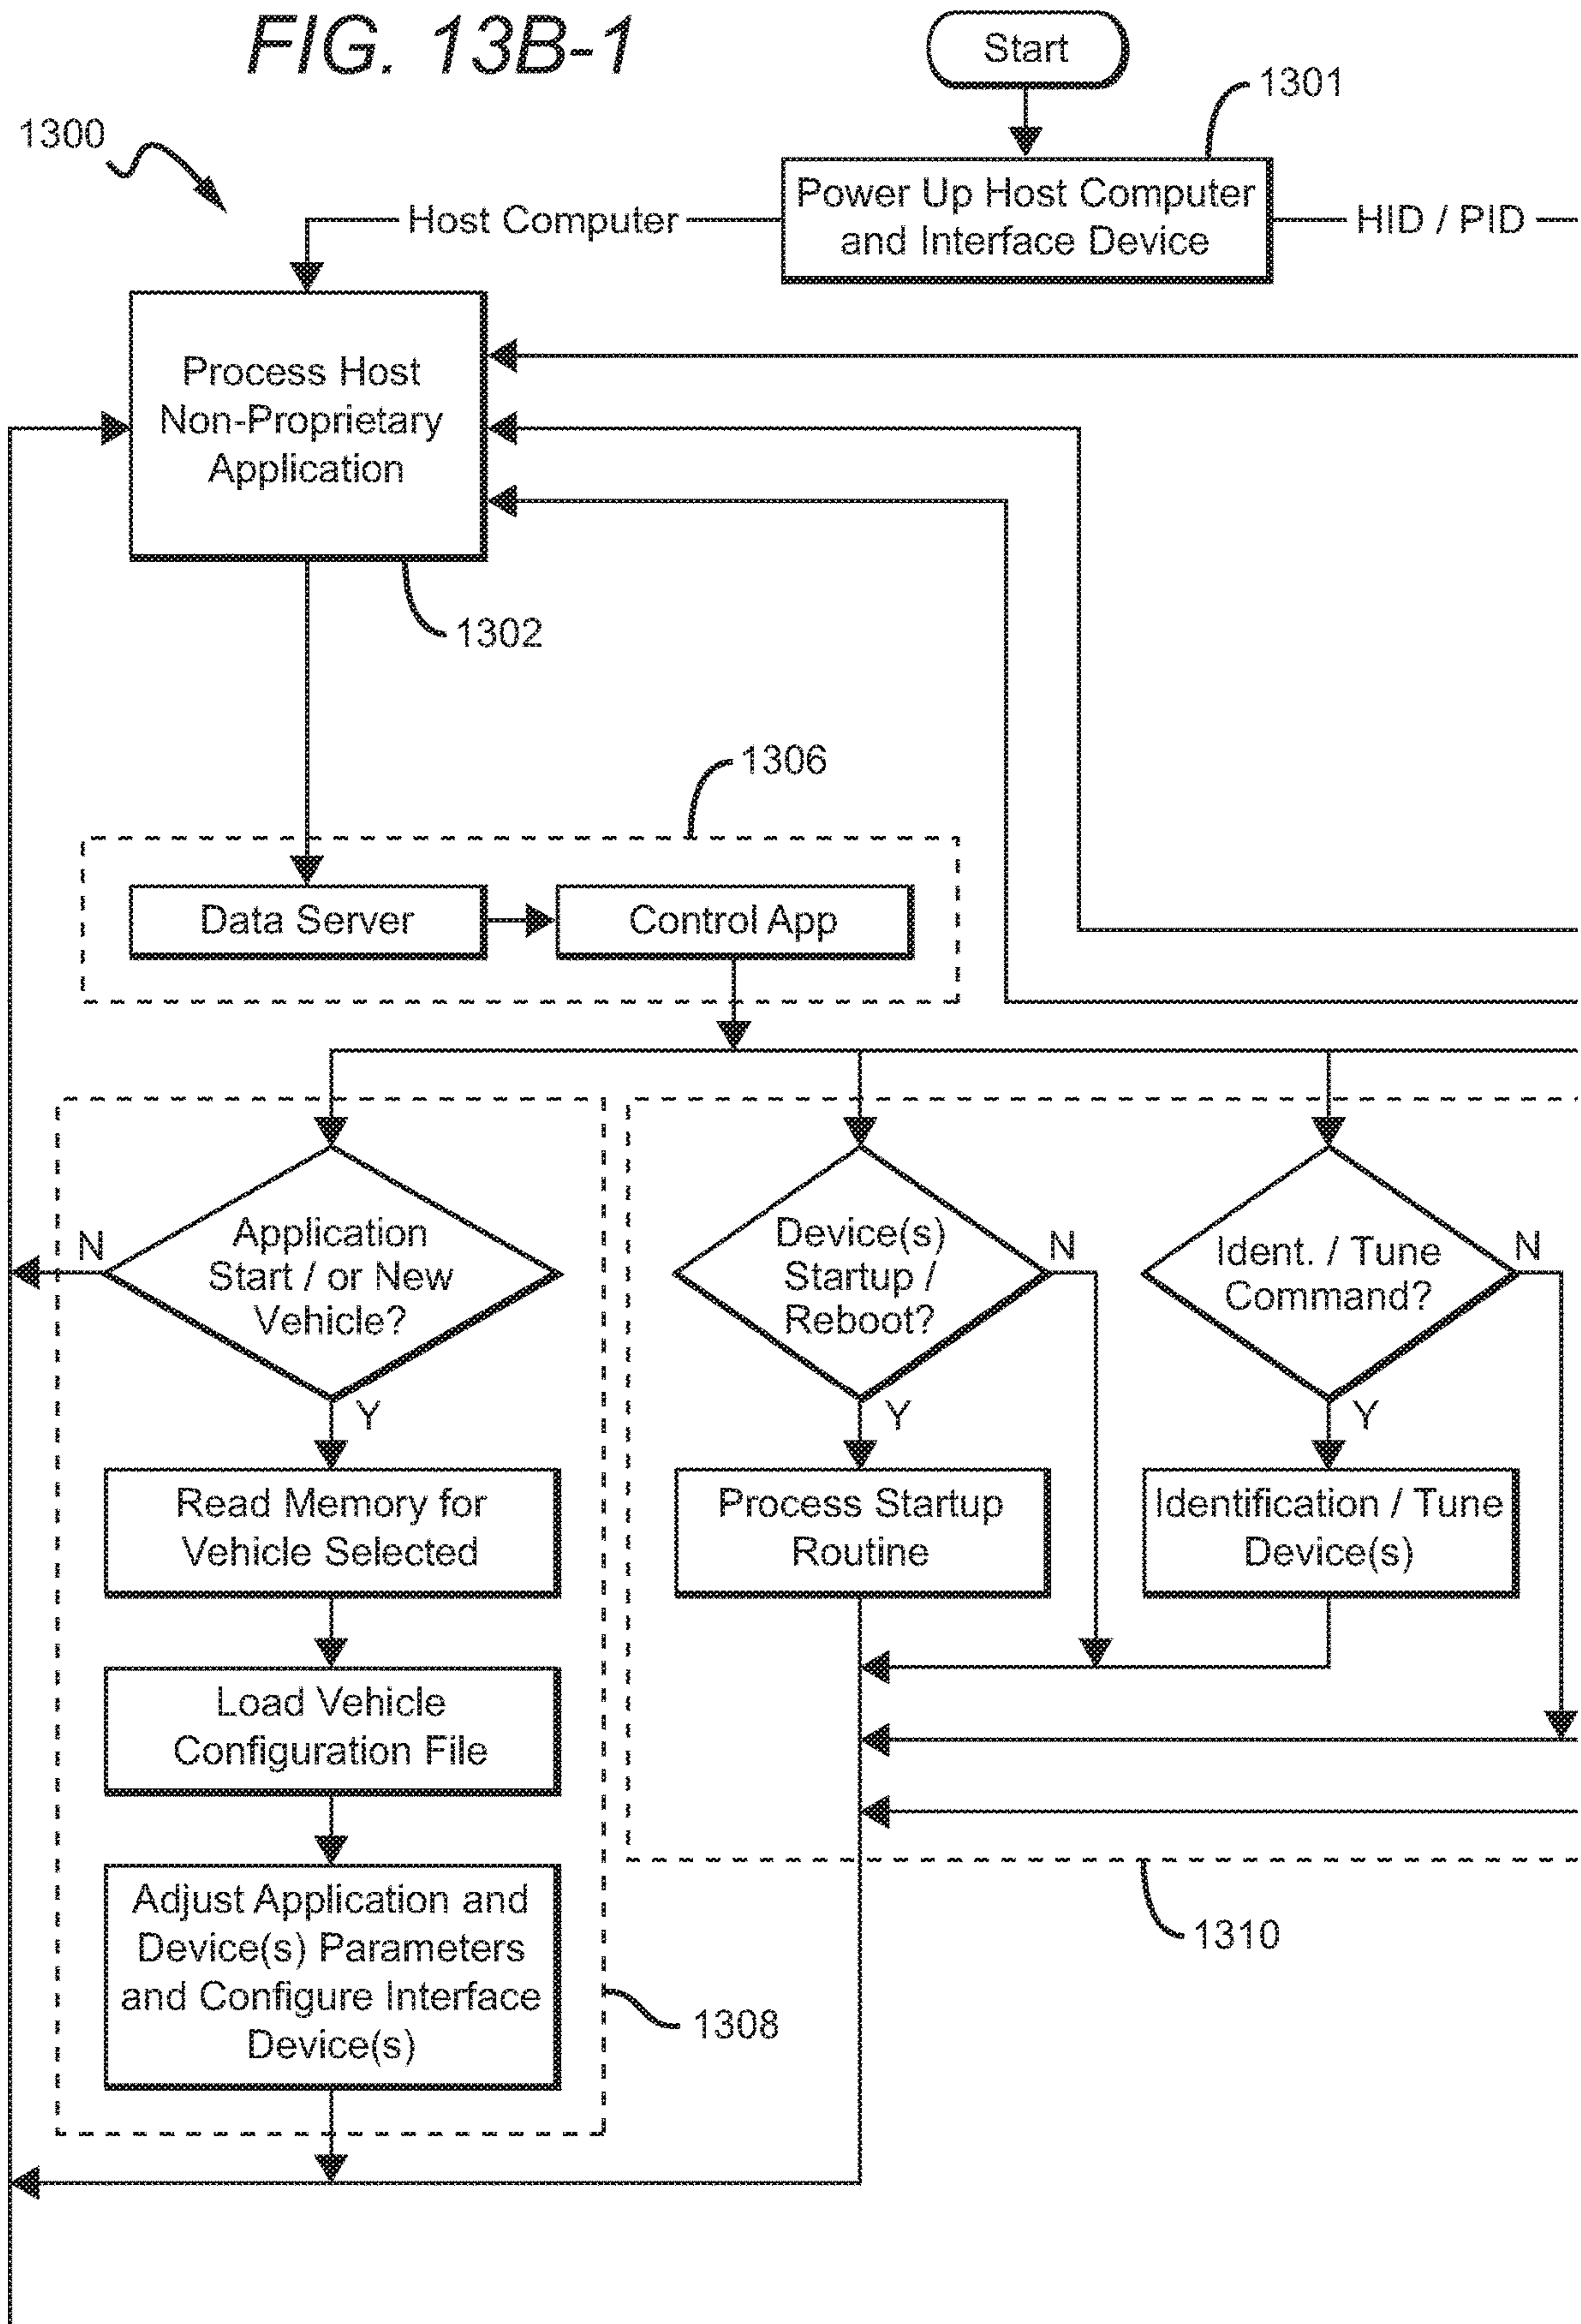 FIG. 13B-1
Start
1301
1300
Power Up Host Computer
and Interface Device
Host Computer
HID / PID
Process Host
Non-Proprietary
Application
1302
1306
Data Server
Control App
Application
Start / or New
Vehicle?
N
Y
Device(s)
Startup /
Reboot?
N
Y
Ident. / Tune
Command?
N
Y
Read Memory for
Vehicle Selected
Process Startup
Routine
Identification / Tune
Device(s)
Load Vehicle
Configuration File
Adjust Application and
Device(s) Parameters
and Configure Interface
Device(s)
1310
1308